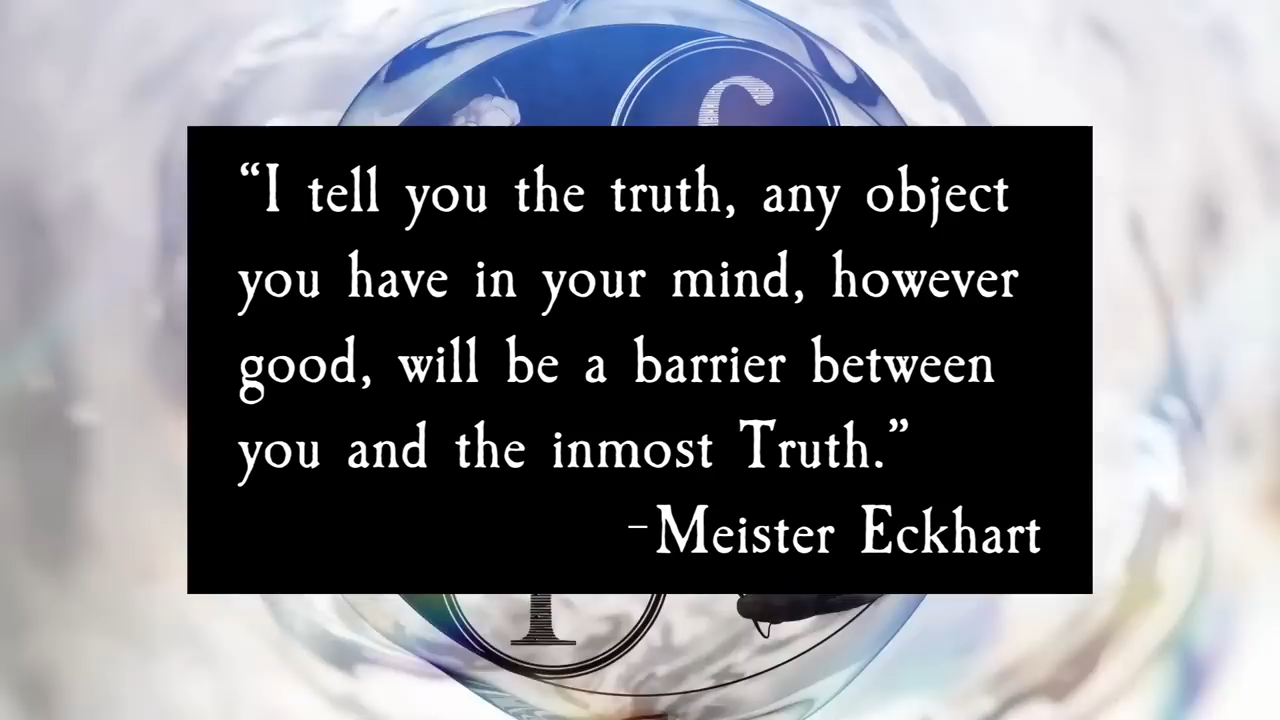 “I tell you the truth, any object
you have in your mind, however
good, will be a barrier between
you and the inmost Truth.”
–Meister Eckhart